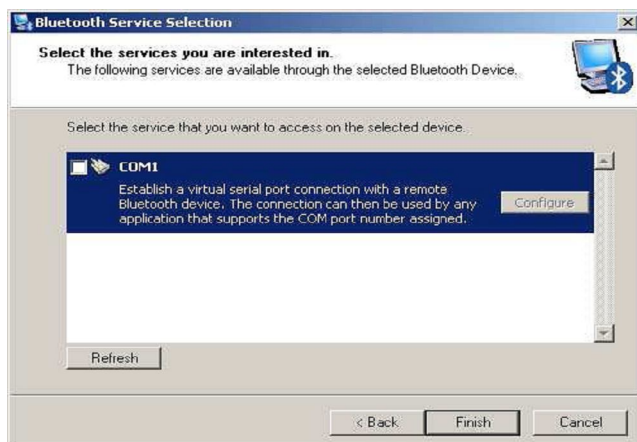 Bluetooth Service Selection
Select the services you are interested in.
The following services are available through the selected Bluetooth Device.
Select the service that you want to access on the selected device.
COM1
Establish a virtual serial port connection with a remote
Bluetooth device. The connection can then be used by any
application that supports the COM port number assigned.
Configure
Refresh
< Back
Finish
Cancel